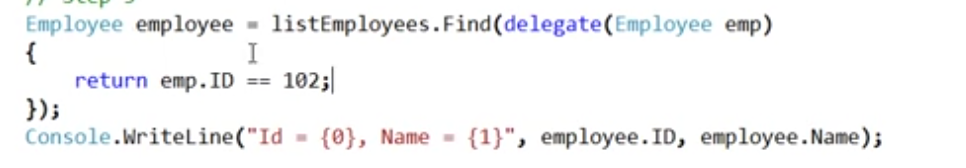 Employee employee = listEmployees.Find(delegate(Employee emp)
{
    return emp.ID == 102;
});
Console.WriteLine("Id = {0}, Name = {1}", employee.ID, employee.Name);